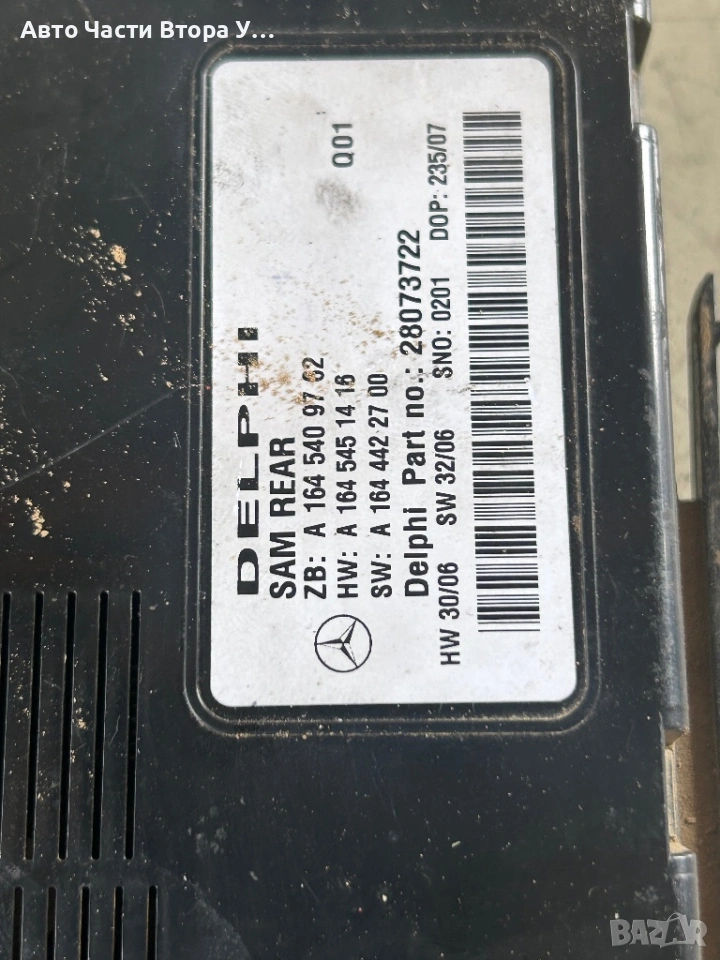 Авто Части Втора У...
DELPHI
SAM REAR
ZB: A 164 540 97 62
HW: A 164 545 14 16 Q01
SW: A 164 442 27 00
Delphi Part no.: 28073722
HW 30/06 SW 32/06 SNO: 0201 DOP: 235/07
BAZAR